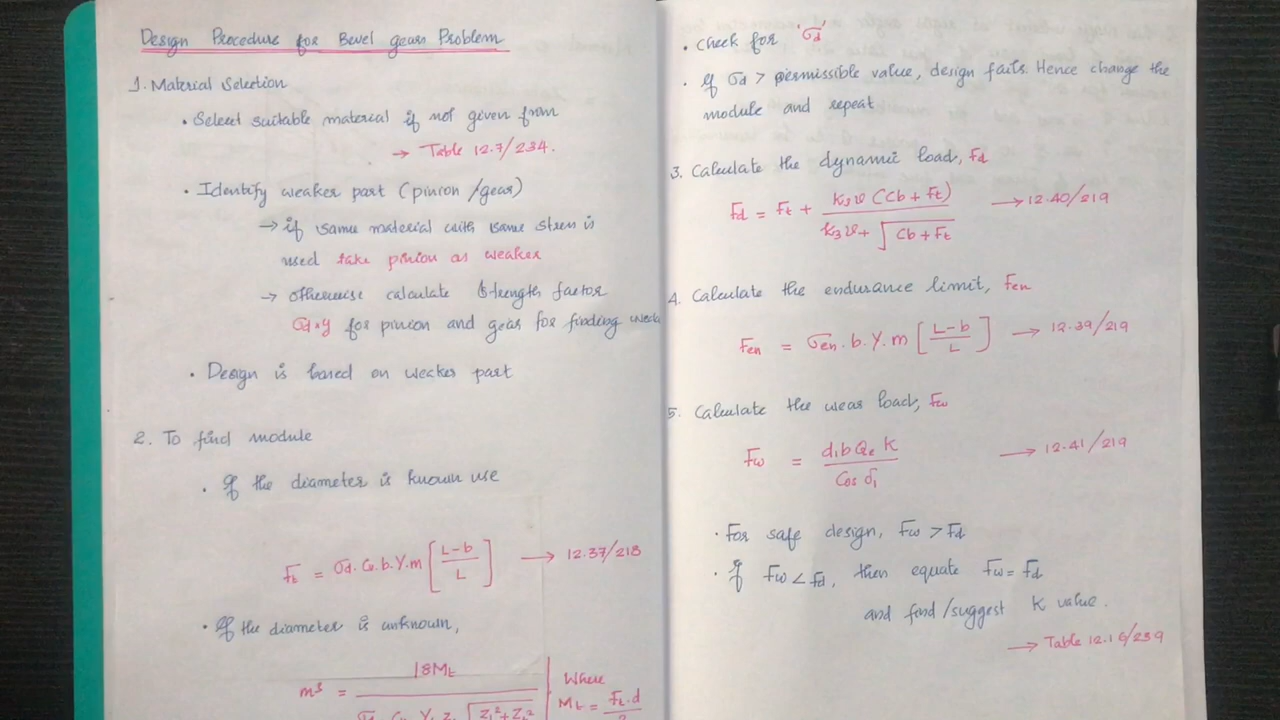 Design Procedure for Bevel gears Problem
1. Material Selection
• Select suitable material if not given from
→ Table 12.7/234.
• Identify weaker part (pinion/gear)
→ if same material with same stress is
used take pinion as weaker
→ otherwise calculate strength factor
σd×y for pinion and gear for finding
• Design is based on weaker part
2. To find module
• If the diameter is known use
Ft = σd. Cv. b. Y. m [L-b/L] → 12.37/218
• If the diameter is unknown,
m³ = 18Mt / √Z₁²+Z₂²
Where
Mt = Ft.d
• Check for 'σd'
• If σd > permissible value, design fails. Hence change the
module and repeat
3. Calculate the dynamic load, Fd
Fd = Ft + K₃v (Cb + Ft) / K₃v + √Cb + Ft → 12.40/219
4. Calculate the endurance limit, Fen
Fen = σen. b. Y. m [L-b/L] → 12.39/219
5. Calculate the wear load, Fw
Fw = d₁b Qe K / Cos δ₁ → 12.41/219
• For safe design, Fw > Fd
• If Fw < Fd, then equate Fw = Fd
and find/suggest K value.